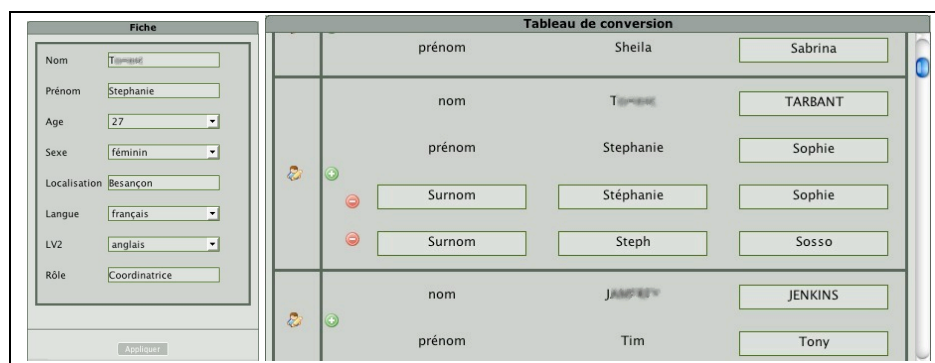 Fiche
Nom
Prénom Stephanie
Age 27
Sexe féminin
Localisation Besançon
Langue français
LV2 anglais
Rôle Coordinatrice
Appliquer
Tableau de conversion
prénom Sheila Sabrina
nom TARBANT
prénom Stephanie Sophie
Surnom Stéphanie Sophie
Surnom Steph Sosso
nom JENKINS
prénom Tim Tony